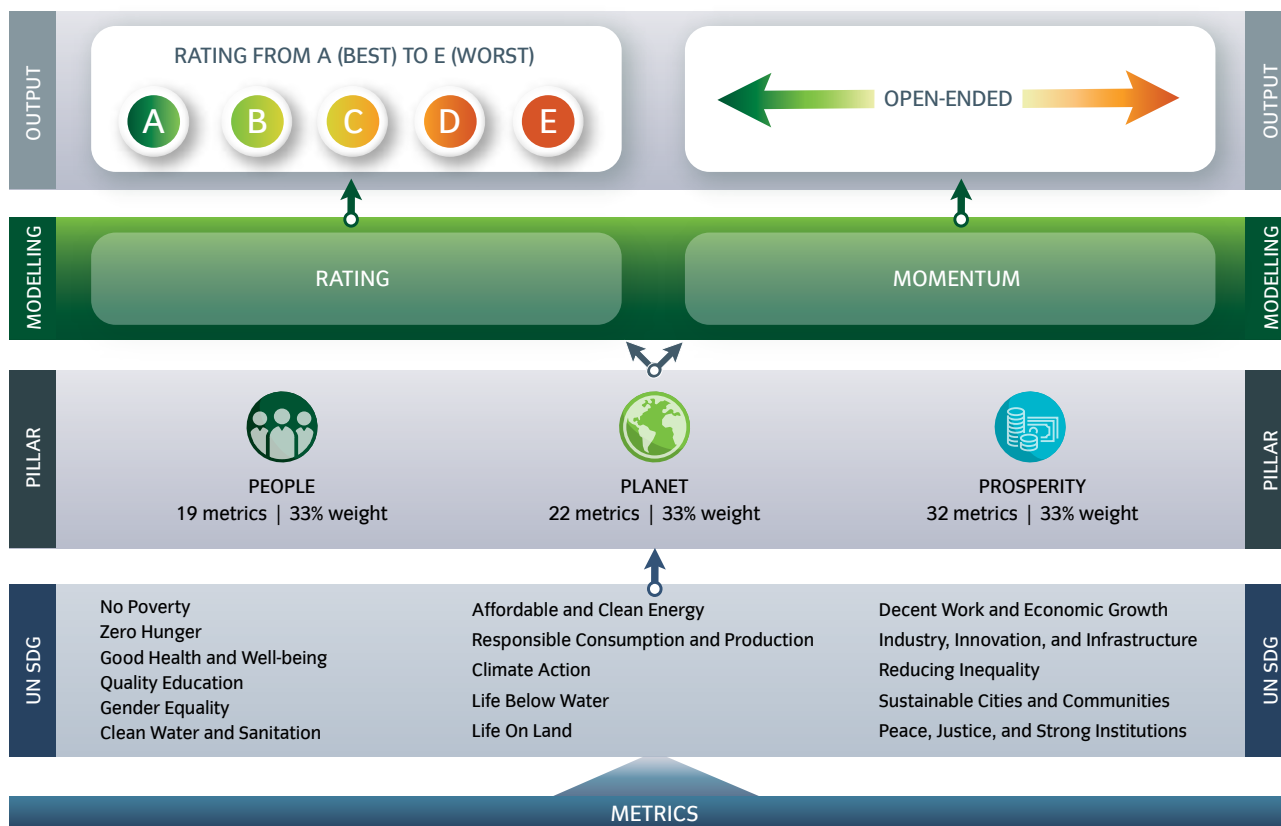 OUTPUT
RATING FROM A (BEST) TO E (WORST)
A B C D E
OPEN-ENDED
OUTPUT
MODELLING
RATING
MOMENTUM
MODELLING
PILLAR
PEOPLE
19 metrics | 33% weight
PLANET
22 metrics | 33% weight
PROSPERITY
32 metrics | 33% weight
PILLAR
UN SDG
No Poverty
Zero Hunger
Good Health and Well-being
Quality Education
Gender Equality
Clean Water and Sanitation
Affordable and Clean Energy
Responsible Consumption and Production
Climate Action
Life Below Water
Life On Land
Decent Work and Economic Growth
Industry, Innovation, and Infrastructure
Reducing Inequality
Sustainable Cities and Communities
Peace, Justice, and Strong Institutions
UN SDG
METRICS